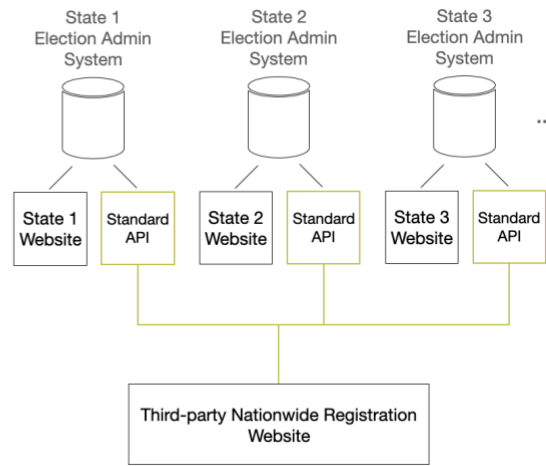 State 1
Election Admin
System
State 2
Election Admin
System
State 3
Election Admin
System
...
State 1
Website
Standard
API
State 2
Website
Standard
API
State 3
Website
Standard
API
Third-party Nationwide Registration
Website